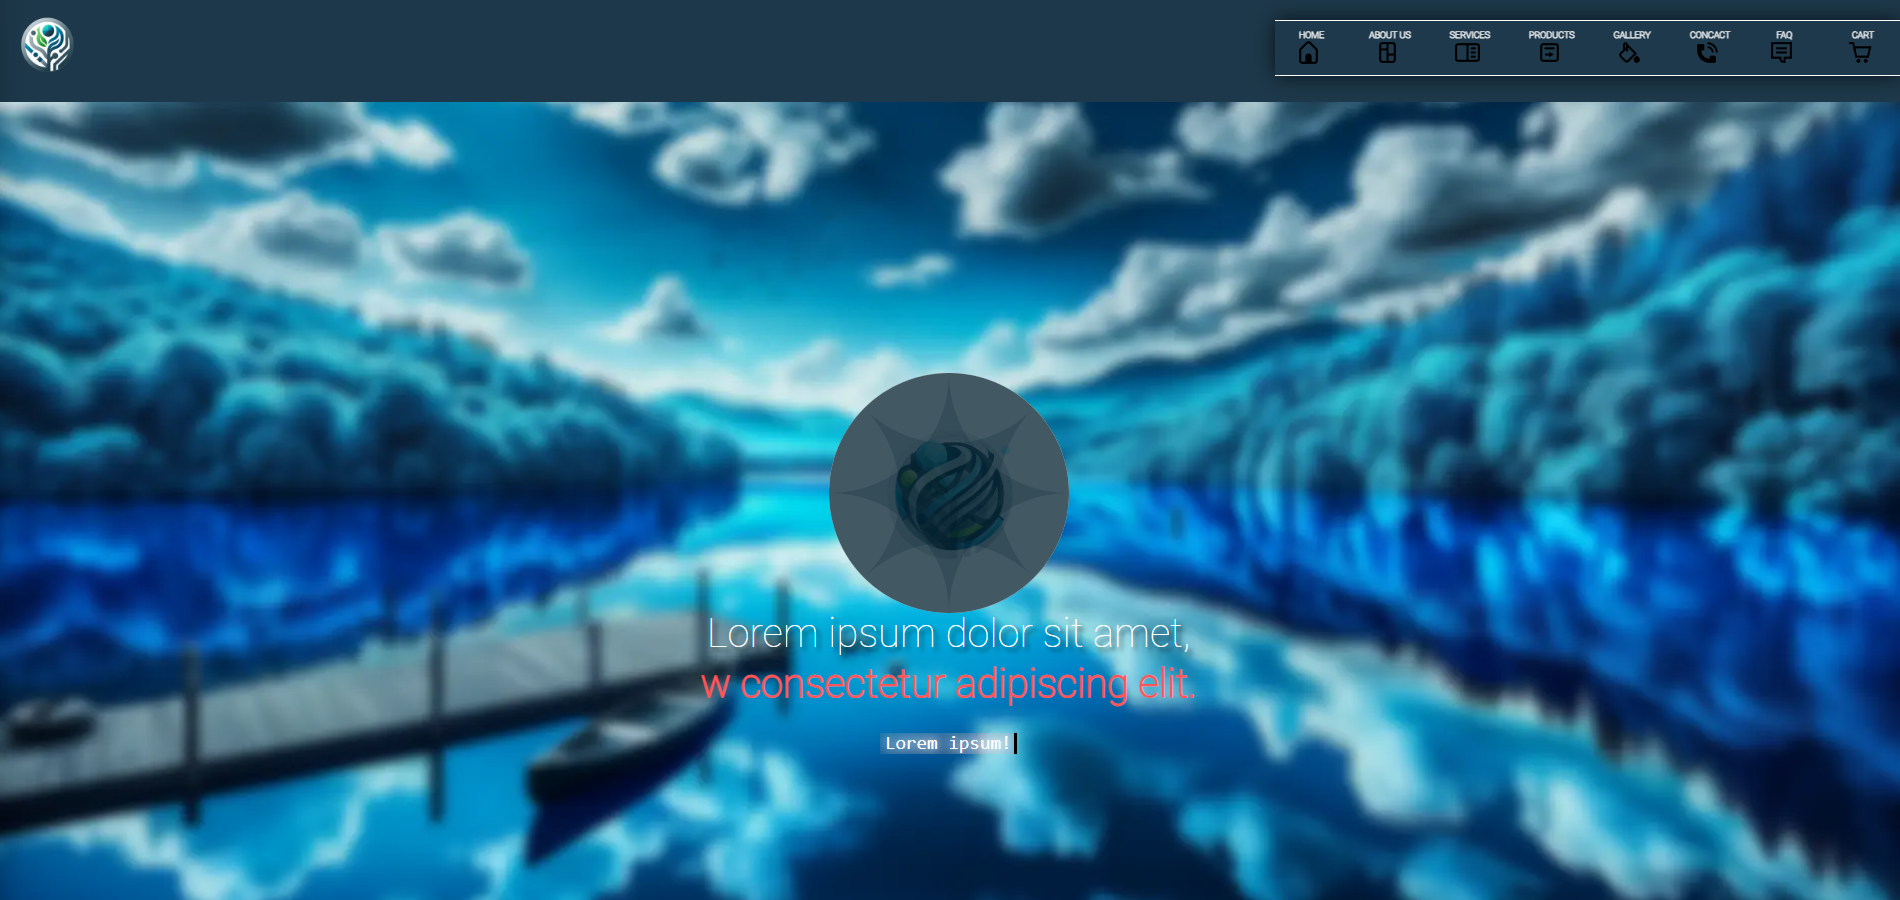 HOME
ABOUT US
SERVICES
PRODUCTS
GALLERY
CONCACT
FAQ
CART
Lorem ipsum dolor sit amet,
w consectetur adipiscing elit.
Lorem ipsum!